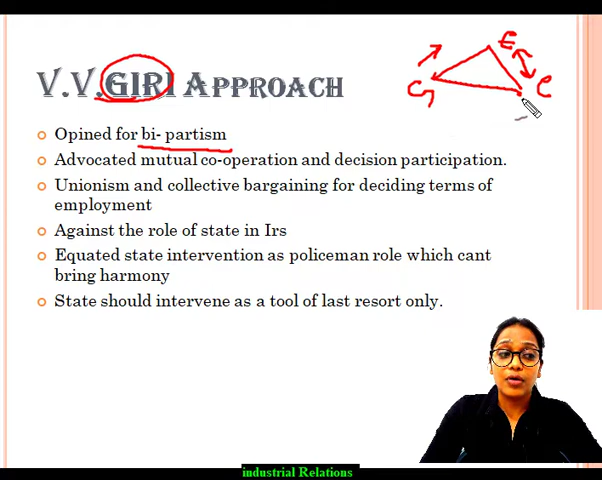 V.V.GIRI APPROACH
E
G
e
Opined for bi- partism
Advocated mutual co-operation and decision participation.
Unionism and collective bargaining for deciding terms of
employment
Against the role of state in Irs
Equated state intervention as policeman role which cant
bring harmony
State should intervene as a tool of last resort only.
industrial Relations